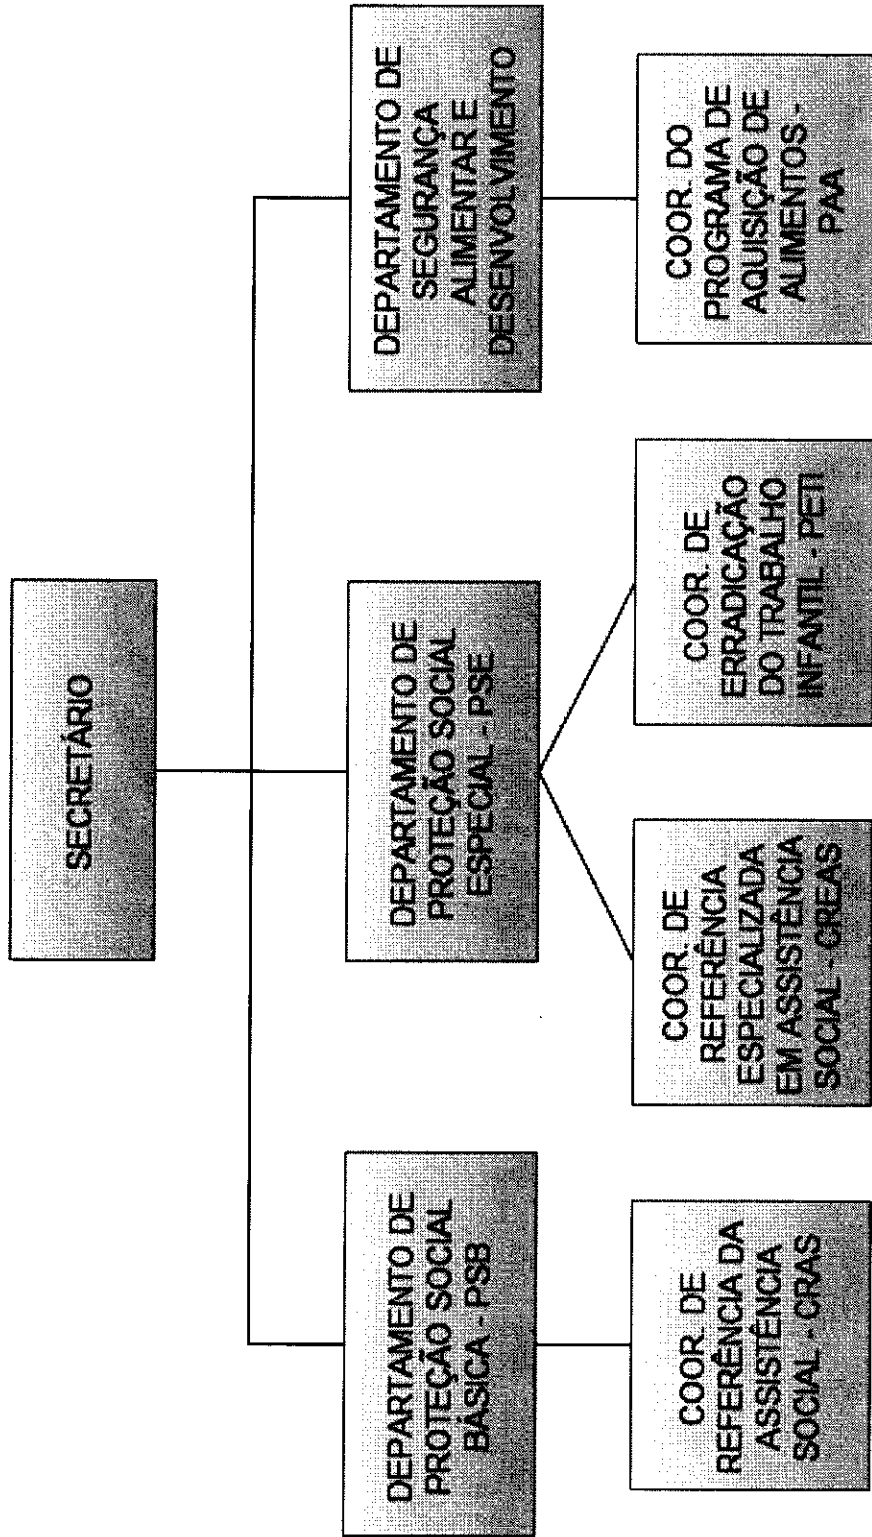 SECRETÁRIO
DEPARTAMENTO DE
PROTEÇÃO SOCIAL
BÁSICA - PSB
DEPARTAMENTO DE
PROTEÇÃO SOCIAL
ESPECIAL - PSE
DEPARTAMENTO DE
SEGURANÇA
ALIMENTAR E
DESENVOLVIMENTO
COOR. DE
REFERÊNCIA DA
ASSISTÊNCIA
SOCIAL - CRAS
COOR. DE
REFERÊNCIA
ESPECIALIZADA
EM ASSISTÊNCIA
SOCIAL - CREAS
COOR. DE
ERRADICAÇÃO
DO TRABALHO
INFANTIL - PETI
COOR. DO
PROGRAMA DE
AQUISIÇÃO DE
ALIMENTOS -
PAA